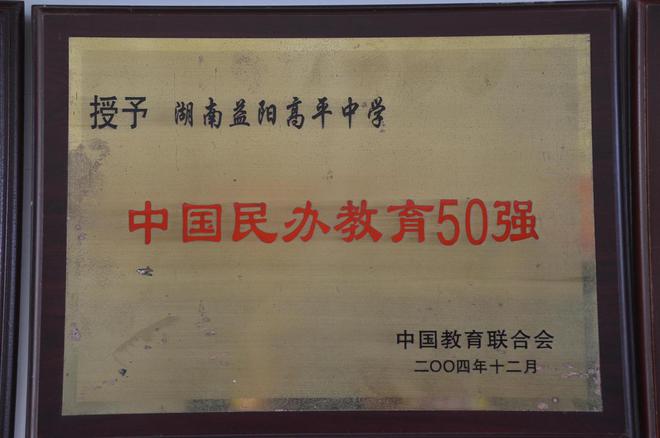 授予 湖南益阳高平中学
中国民办教育50强
中国教育联合会
二〇〇四年十二月